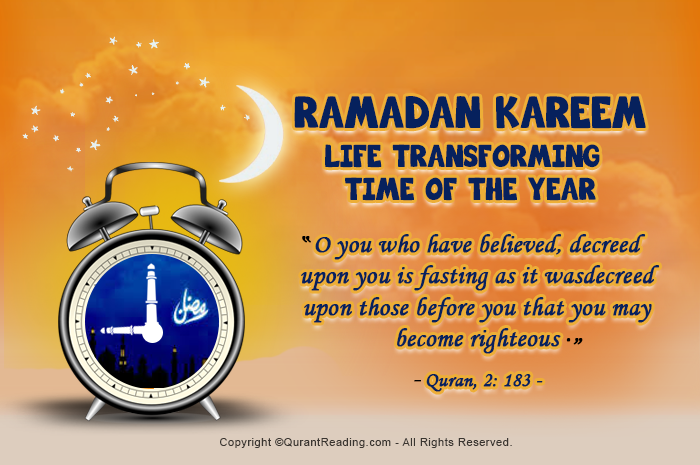 RAMADAN KAREEM
LIFE TRANSFORMING
TIME OF THE YEAR
“O you who have believed, decreed
upon you is fasting as it wasdecreed
upon those before you that you may
become righteous.”
- Quran, 2: 183 -
رمضان
Copyright ©QurantReading.com - All Rights Reserved.